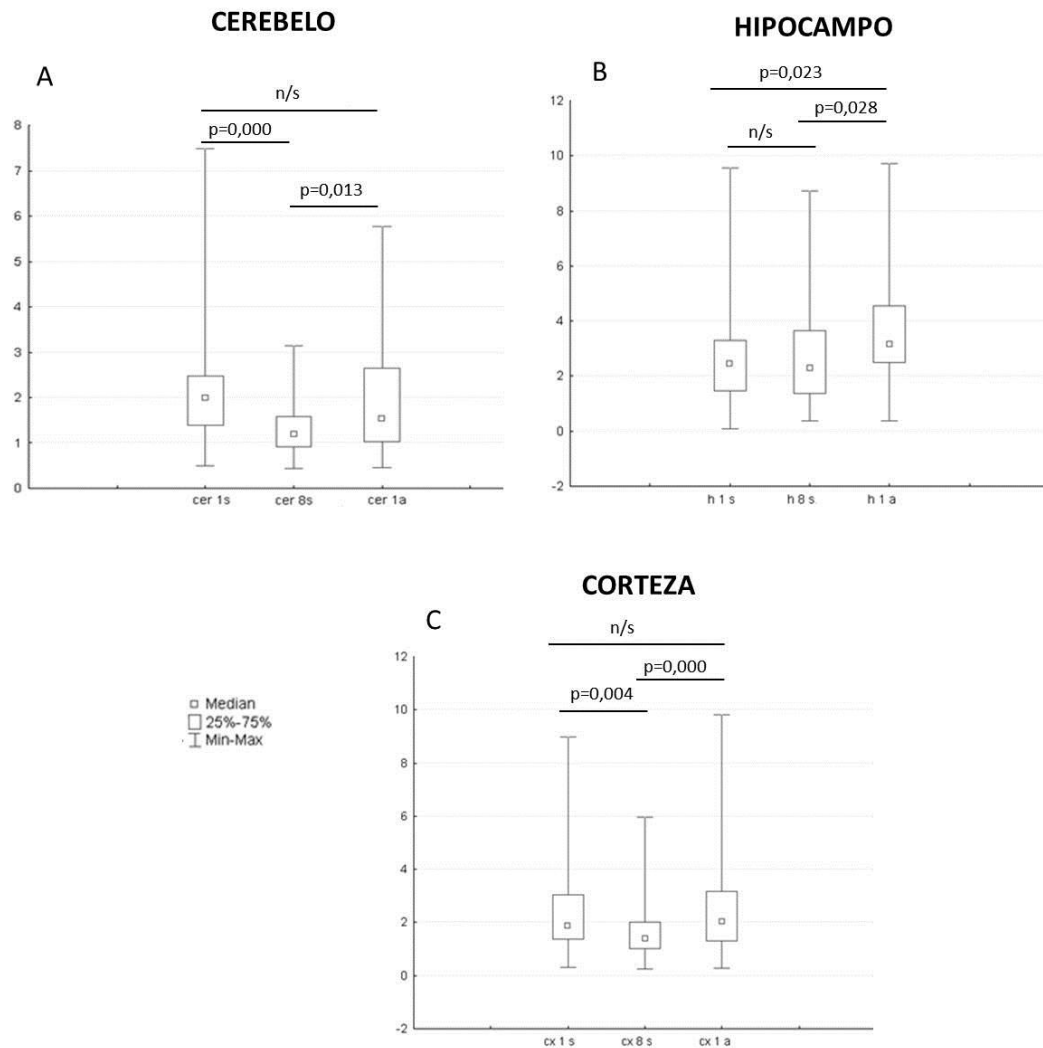 CEREBELO
A
n/s
p=0,000
p=0,013
8
7
6
5
4
3
2
1
0
cer 1s cer 8s cer 1a
HIPOCAMPO
B
p=0,023
p=0,028
n/s
12
10
8
6
4
2
0
-2
h 1 s h 8 s h 1 a
CORTEZA
C
n/s
p=0,000
p=0,004
12
10
8
6
4
2
0
-2
cx 1 s cx 8 s cx 1 a
Median
25%-75%
Min-Max